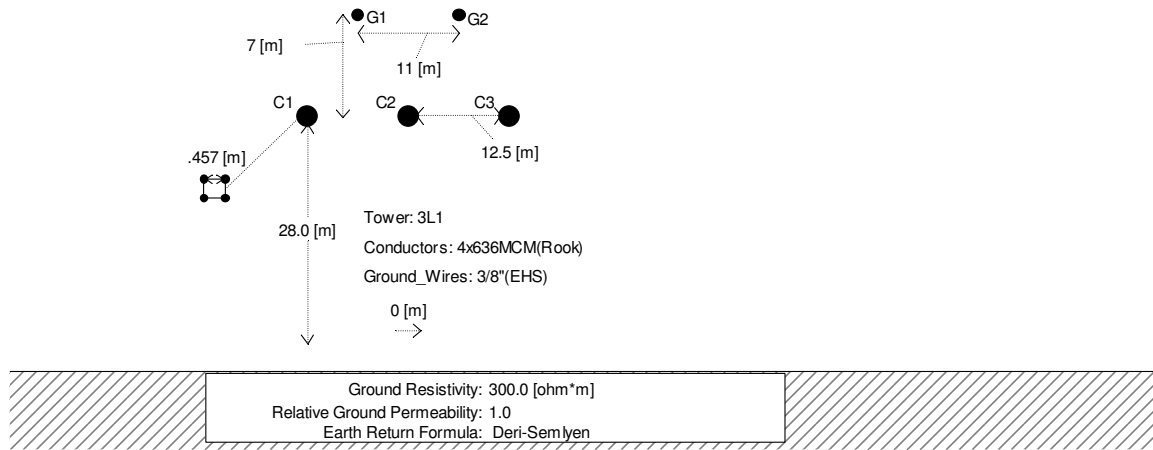 G1
G2
7 [m]
11 [m]
C1
C2
C3
12.5 [m]
.457 [m]
28.0 [m]
Tower: 3L1
Conductors: 4x636MCM(Rook)
Ground_Wires: 3/8"(EHS)
0 [m]
Ground Resistivity: 300.0 [ohm*m]
Relative Ground Permeability: 1.0
Earth Return Formula: Deri-Semlyen